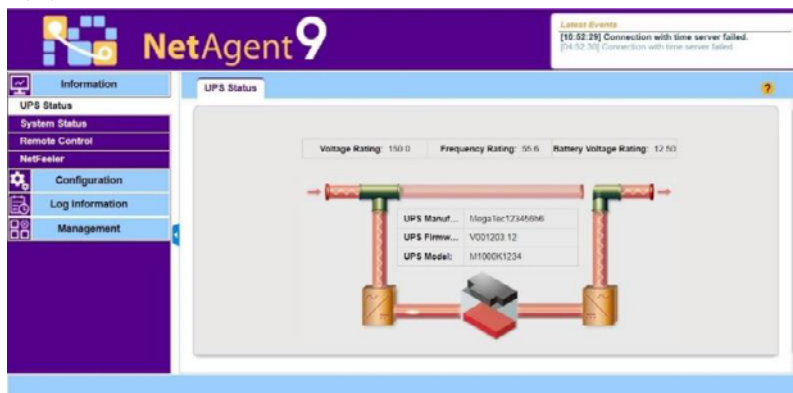 NetAgent 9
Latest Events
[10:52:29] Connection with time server failed.
[04:52:30] Connection with time server failed.
Information
UPS Status
System Status
Remote Control
NetFeeler
Configuration
Log Information
Management
UPS Status
?
Voltage Rating: 150.0 Frequency Rating: 55.6 Battery Voltage Rating: 12.50
UPS Manuf...
UPS Firmw... V001203.12
UPS Model: M1000K1234